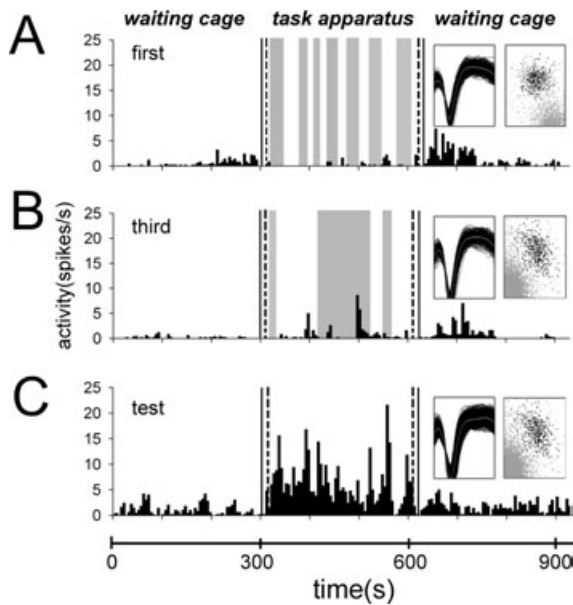 waiting cage task apparatus waiting cage
A
first
25
20
15
10
5
0
B
third
25
20
15
10
5
0
activity(spikes/s)
C
test
25
20
15
10
5
0
0 300 600 900
time(s)